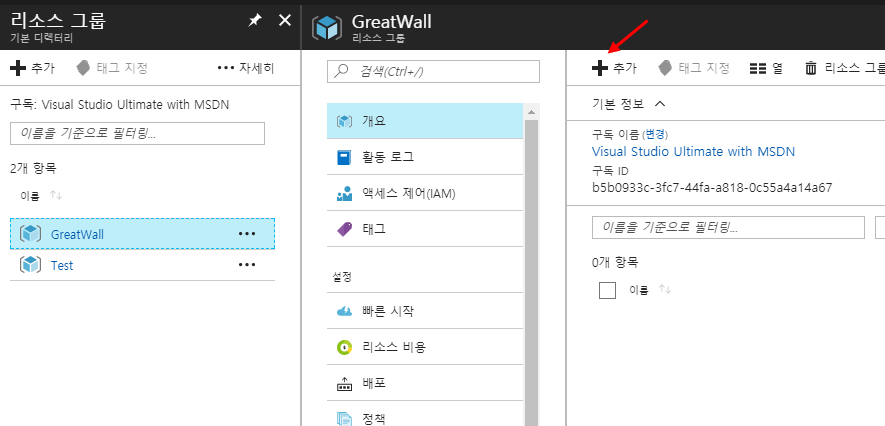 리소스 그룹
기본 디렉터리
추가
태그 지정
자세히
구독: Visual Studio Ultimate with MSDN
이름을 기준으로 필터링...
2개 항목
이름
GreatWall
Test
GreatWall
리소스 그룹
검색(Ctrl+/)
개요
활동 로그
액세스 제어(IAM)
태그
설정
빠른 시작
리소스 비용
배포
정책
추가
태그 지정
열
리소스 그룹
기본 정보
구독 이름 (변경)
Visual Studio Ultimate with MSDN
구독 ID
b5b0933c-3fc7-44fa-a818-0c55a4a14a67
이름을 기준으로 필터링...
0개 항목
이름